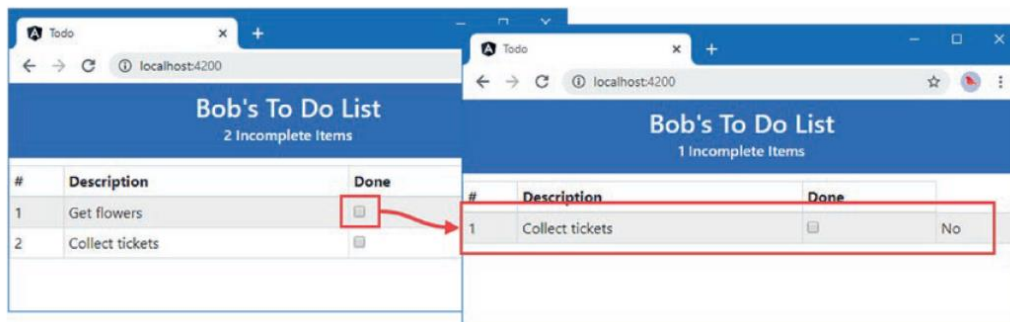 Todo
localhost:4200
Bob's To Do List
2 Incomplete Items
# Description Done
1 Get flowers
2 Collect tickets
Todo
localhost:4200
Bob's To Do List
1 Incomplete Items
# Description Done
1 Collect tickets No